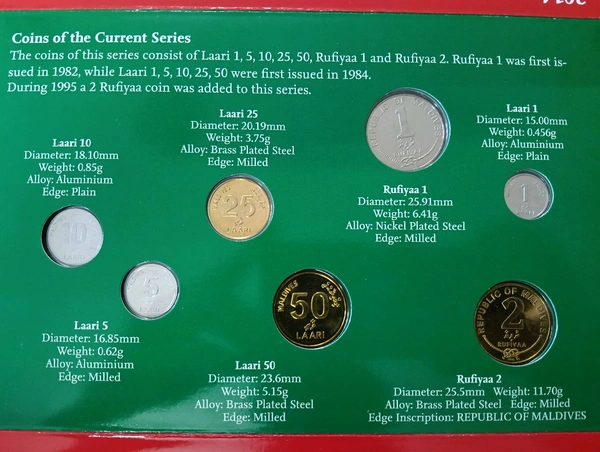 Coins of the Current Series
The coins of this series consist of Laari 1, 5, 10, 25, 50, Rufiyaa 1 and Rufiyaa 2. Rufiyaa 1 was first is-
sued in 1982, while Laari 1, 5, 10, 25, 50 were first issued in 1984.
During 1995 a 2 Rufiyaa coin was added to this series.
Laari 10
Diameter: 18.10mm
Weight: 0.85g
Alloy: Aluminium
Edge: Plain
10
Laari 25
Diameter: 20.19mm
Weight: 3.75g
Alloy: Brass Plated Steel
Edge: Milled
25
LAARI
REPUBLIC OF MALDIVES
1
Rufiyaa 1
Diameter: 25.91mm
Weight: 6.41g
Alloy: Nickel Plated Steel
Edge: Milled
Laari 1
Diameter: 15.00mm
Weight: 0.456g
Alloy: Aluminium
Edge: Plain
1
5
Laari 5
Diameter: 16.85mm
Weight: 0.62g
Alloy: Aluminium
Edge: Milled
MALDIVES
50
LAARI
Laari 50
Diameter: 23.6mm
Weight: 5.15g
Alloy: Brass Plated Steel
Edge: Milled
REPUBLIC OF MALDIVES
2
RUFIYAA
Rufiyaa 2
Diameter: 25.5mm Weight: 11.70g
Alloy: Brass Plated Steel Edge: Milled
Edge Inscription: REPUBLIC OF MALDIVES